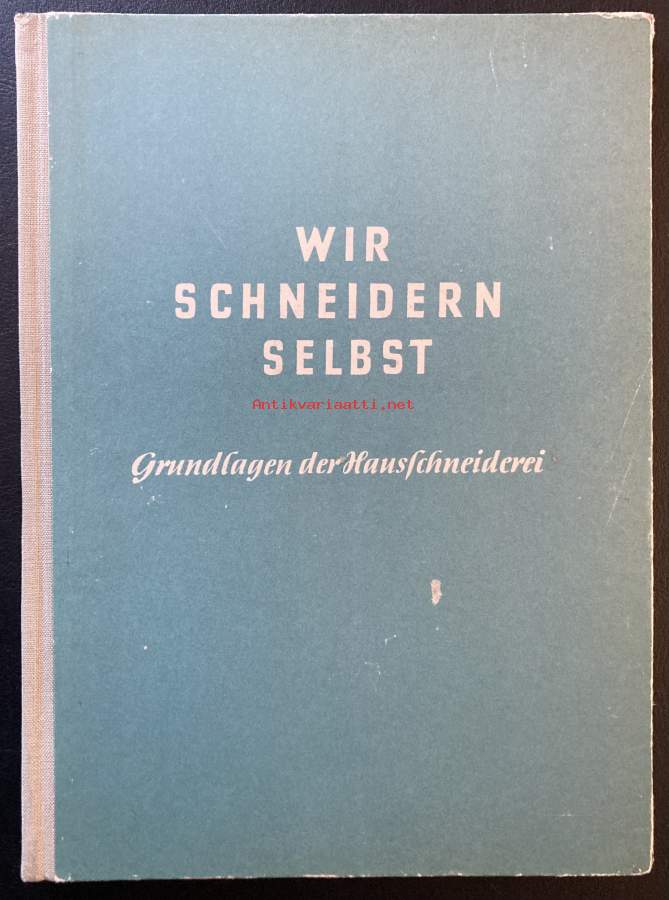 WIR
SCHNEIDERN
SELBST
Antikvariaatti.net
Grundlagen der Hausſchneiderei